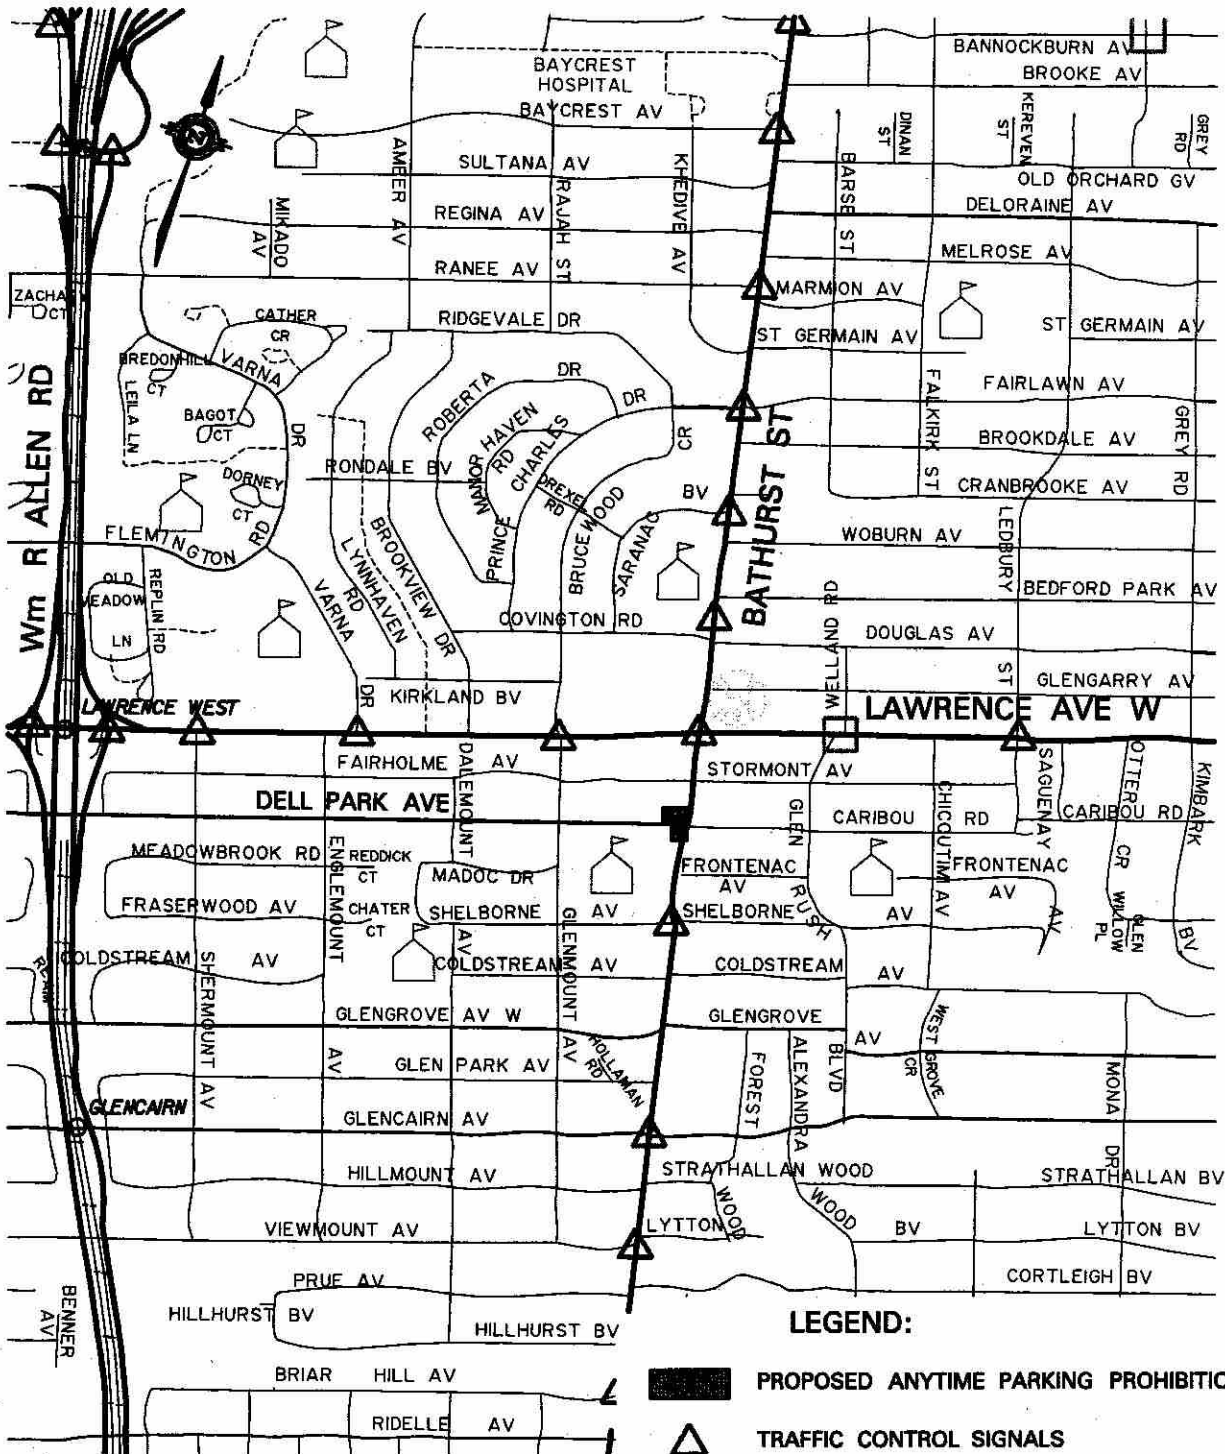 BANNOCKBURN AV
BAYCREST
HOSPITAL
BROOKE AV
BAYCREST AV
DINAN
ST
KEREVEN
ST
GREY
RD
AMBER AV
SULTANA AV
RAJAH ST
KHEDIVE AV
BARSE ST
OLD ORCHARD GV
MIKADO
AV
REGINA AV
DELORAINE AV
MELROSE AV
RANEE AV
MARMION AV
ZACHA
CT
CATHER
CR
RIDGEVALE DR
ST GERMAIN AV
ST GERMAIN AV
BREDONHILL
CT
VARNA
DR
LEILA LN
ROBERTA
DR
FALKIRK ST
FAIRLAWN AV
GREY RD
Wm R ALLEN RD
BAGOT
CT
MANOR HAVEN
RD
PRINCE
CHARLES
DR
BATHURST ST
BROOKDALE AV
RONDALE BV
DORNEY
CT
DREXEL
RD
BRUCEWOOD
CR
SARANAC
BV
CRANBROOKE AV
FLEMINGTON
RD
WOBURN AV
LEDBURY
ST
OLD
MEADOW
LN
REPLIN RD
VARNA
DR
LYNNHAVEN
RD
BROOKVIEW DR
BEDFORD PARK AV
COVINGTON RD
WELLAND RD
DOUGLAS AV
KIRKLAND BV
GLENGARRY AV
LAWRENCE WEST
LAWRENCE AVE W
FAIRHOLME AV
DALEMOUNT
AV
STORMONT AV
SAGUENAY
AV
OTTER
CR
KIMBARK
BV
DELL PARK AVE
GLEN
RUSH
BLVD
CARIBOU RD
CHICOUTIMI AV
CARIBOU RD
MEADOWBROOK RD
ENGLEMOUNT
AV
REDDICK
CT
MADOC DR
FRONTENAC
AV
FRONTENAC
AV
FRASERWOOD AV
CHATER
CT
SHELBORNE AV
GLENMOUNT
AV
SHELBORNE AV
GLEN
WILLOW
PL
COLDSTREAM AV
SHERMOUNT
AV
COLDSTREAM AV
COLDSTREAM AV
GLENGROVE AV W
GLENGROVE AV
WEST GROVE
CR
GLEN PARK AV
HOLLAMAN
RD
FOREST
WOOD
ALEXANDRA
WOOD
MONA
DR
GLENCAIRN
GLENCAIRN AV
HILLMOUNT AV
STRATHALLAN WOOD
STRATHALLAN BV
VIEWMOUNT AV
LYTTON BV
LYTTON BV
PRUE AV
CORTLEIGH BV
BENNER
AV
HILLHURST BV
HILLHURST BV
LEGEND:
BRIAR HILL AV
PROPOSED ANYTIME PARKING PROHIBITIO
RIDELLE AV
TRAFFIC CONTROL SIGNALS